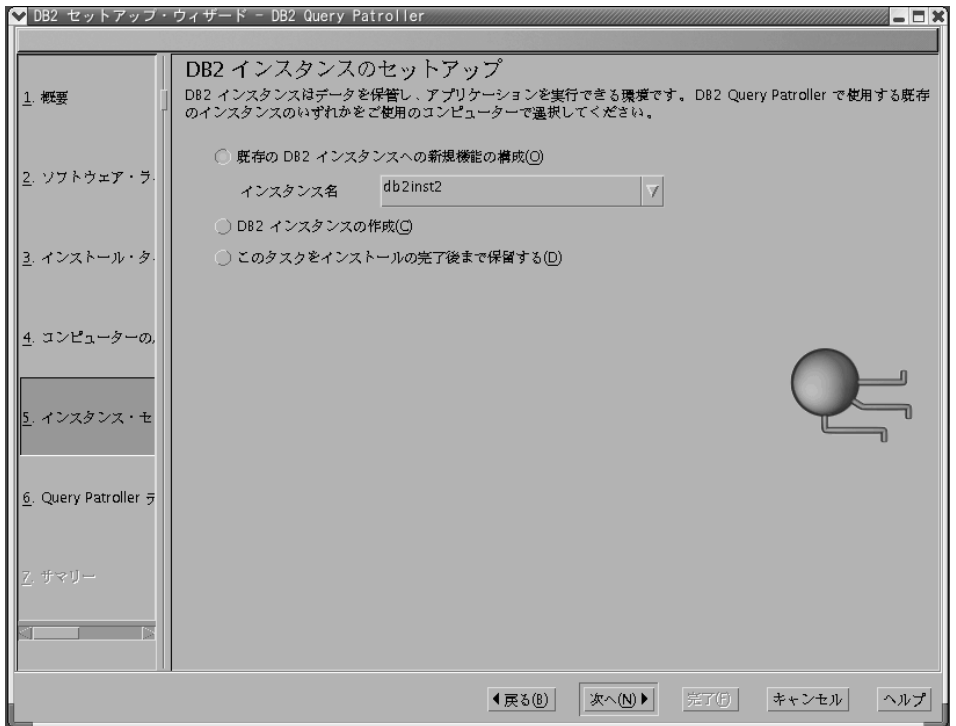 DB2 セットアップ・ウィザード - DB2 Query Patroller
1. 概要
2. ソフトウェア・ラ
3. インストール・タ
4. コンピューターの
5. インスタンス・セ
6. Query Patroller デ
7. サマリー
DB2 インスタンスのセットアップ
DB2 インスタンスはデータを保管し、アプリケーションを実行できる環境です。DB2 Query Patroller で使用する既存
のインスタンスのいずれかをご使用のコンピューターで選択してください。
既存の DB2 インスタンスへの新規機能の構成(O)
インスタンス名 db2inst2
DB2 インスタンスの作成(C)
このタスクをインストールの完了後まで保留する(D)
戻る(B) 次へ(N) 完了(F) キャンセル ヘルプ